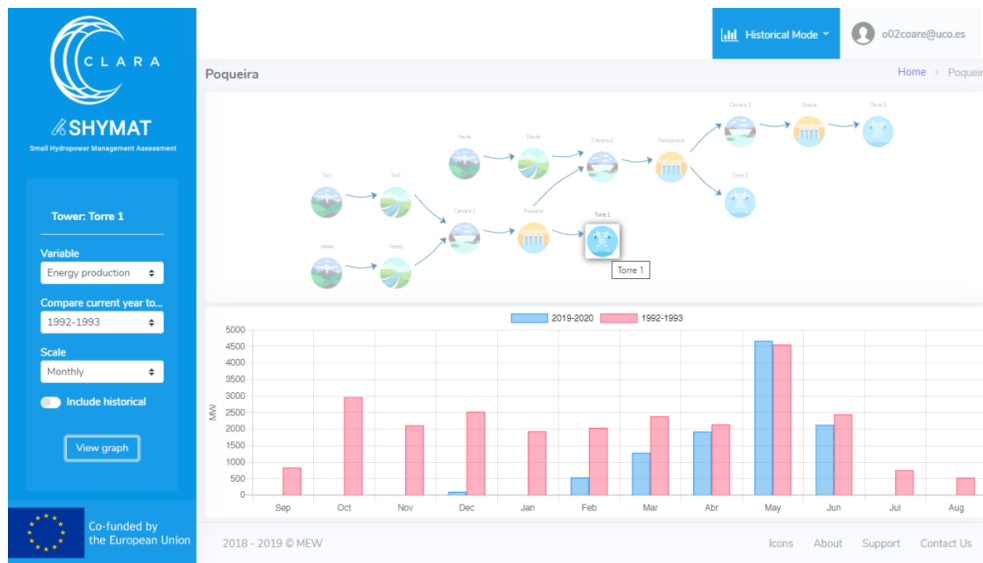 CLARA
SHYMAT
Small Hydropower Management Assessment
Tower: Torre 1
Variable
Energy production
Compare current year to...
1992-1993
Scale
Monthly
Include historical
View graph
Co-funded by
the European Union
Historical Mode
o02coare@uco.es
Poqueira
Home > Poqueir
Cámara 3
Duque
Torre 3
Naute
Naute
Cámara 2
Pampaneira
Toril
Toril
Torre 2
Cámara 1
Poqueira
Torre 1
Veleta
Veleta
Torre 1
2019-2020
1992-1993
MW
5000
4500
4000
3500
3000
2500
2000
1500
1000
500
0
Sep Oct Nov Dec Jan Feb Mar Abr May Jun Jul Aug
2018 - 2019 © MEW
Icons About Support Contact Us